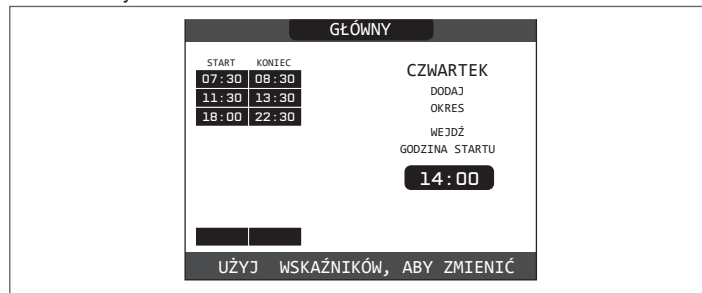 GŁÓWNY
START KONIEC
07:30 08:30
11:30 13:30
18:00 22:30
CZWARTEK
DODAJ
OKRES
WEJDŹ
GODZINA STARTU
14:00
UŻYJ WSKAŹNIKÓW, ABY ZMIENIĆ